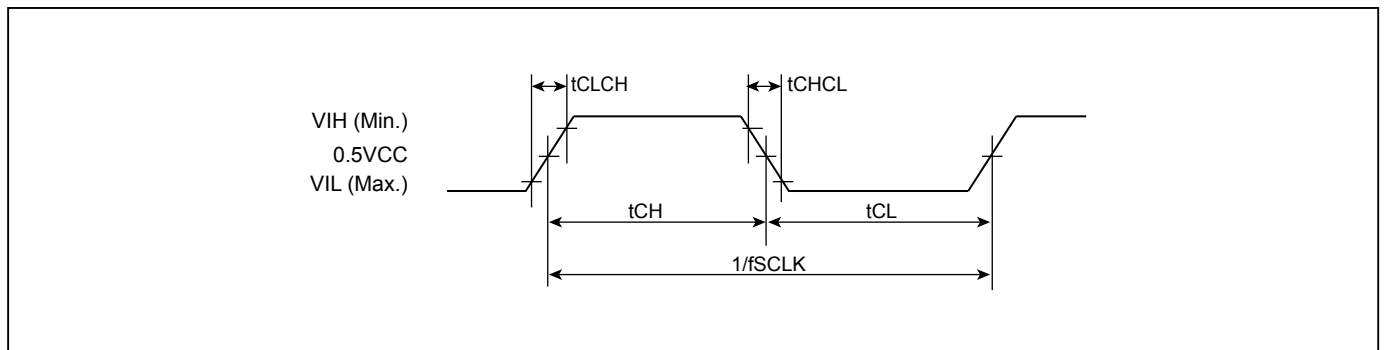 tCLCH
tCHCL
VIH (Min.)
0.5VCC
VIL (Max.)
tCH
tCL
1/fSCLK